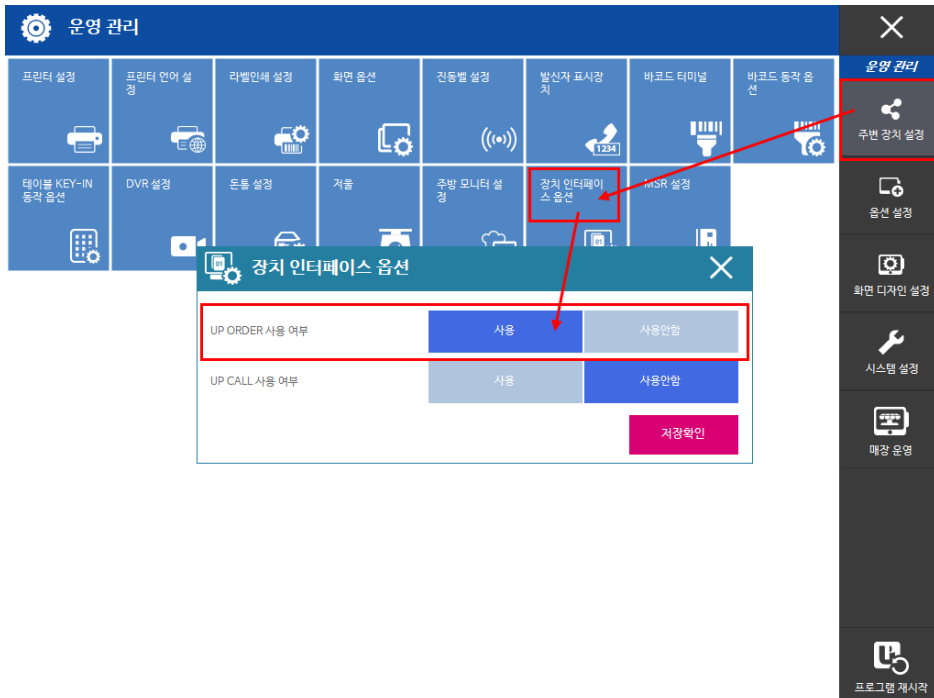 운영 관리
프린터 설정
프린터 언어 설
정
라벨인쇄 설정
화면 옵션
진동벨 설정
발신자 표시장
치
1234
바코드 터미널
바코드 동작 옵
션
테이블 KEY-IN
동작 옵션
DVR 설정
돈통 설정
저울
주방 모니터 설
정
장치 인터페이
스 옵션
01
MSR 설정
01
장치 인터페이스 옵션
UP ORDER 사용 여부
사용
사용안함
UP CALL 사용 여부
사용
사용안함
저장확인
운영 관리
주변 장치 설정
옵션 설정
화면 디자인 설정
시스템 설정
매장 운영
프로그램 재시작